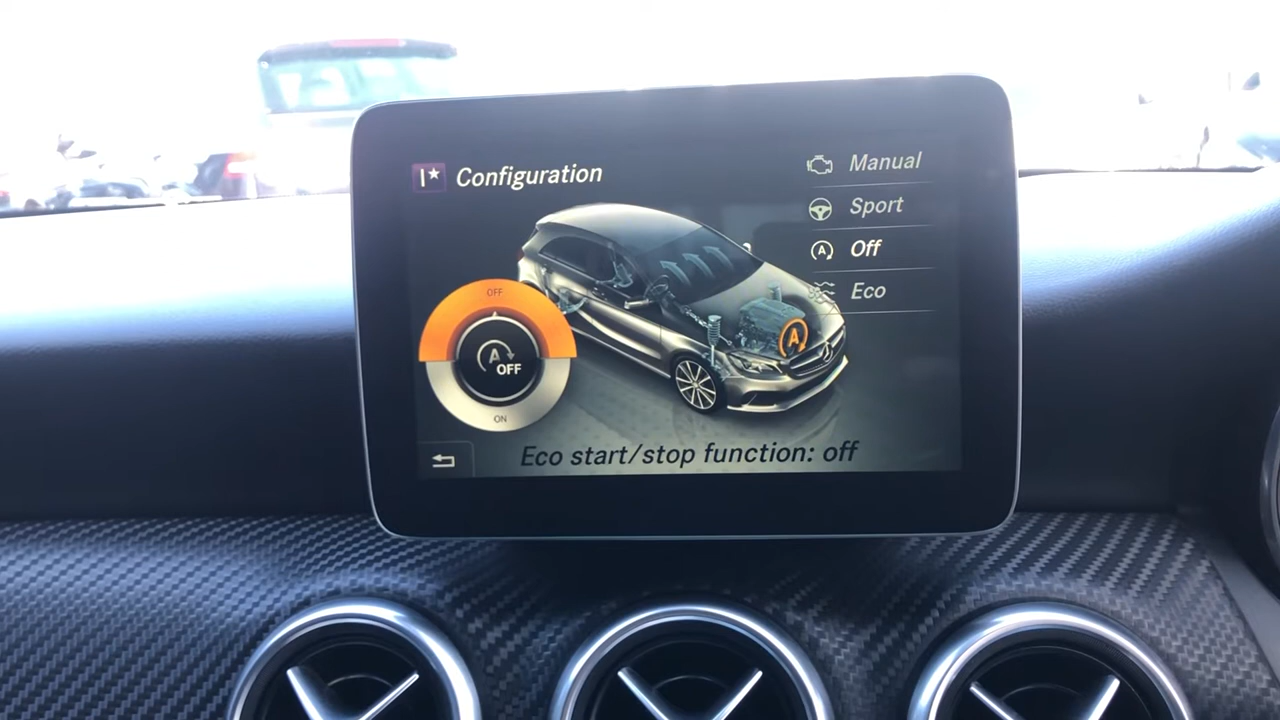 Configuration
Manual
Sport
Off
Eco
OFF
A
OFF
ON
A
Eco start/stop function: off